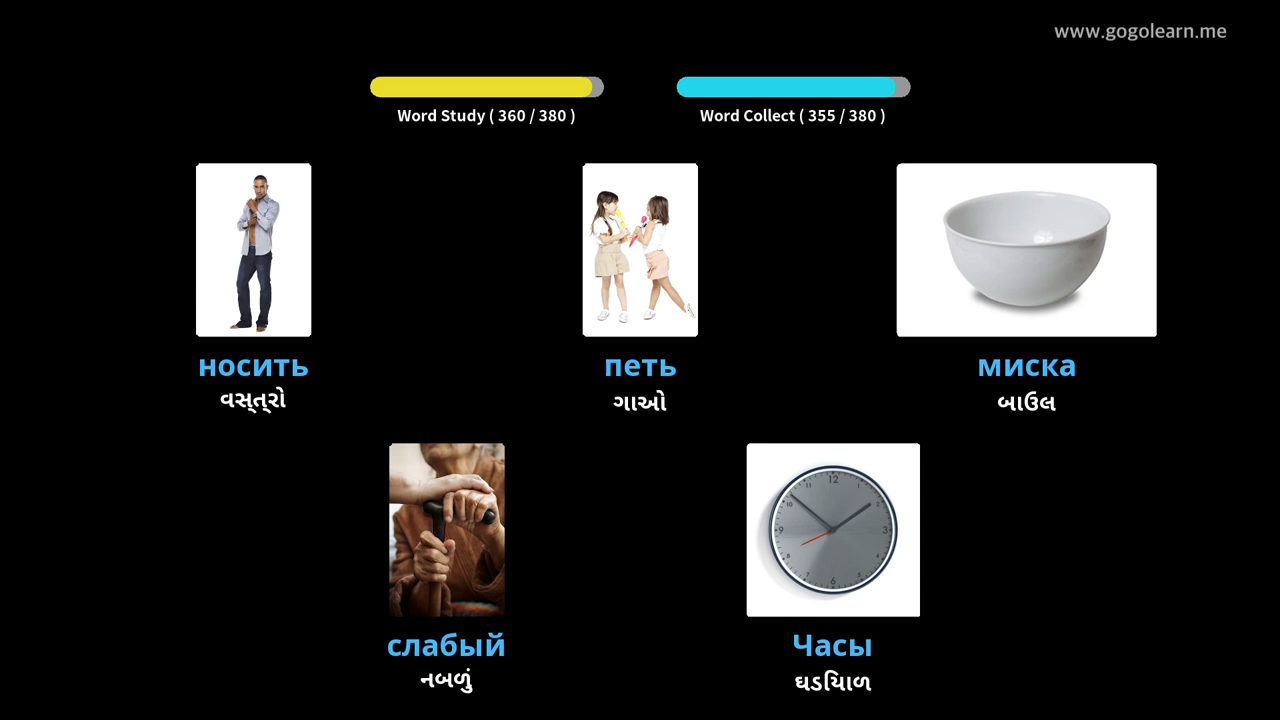 www.gogolearn.me
Word Study ( 360 / 380 )
Word Collect ( 355 / 380 )
носить
વસ્ત્રો
петь
ગાઓ
миска
બાઉલ
слабый
નબળું
Часы
ઘડિયાળ